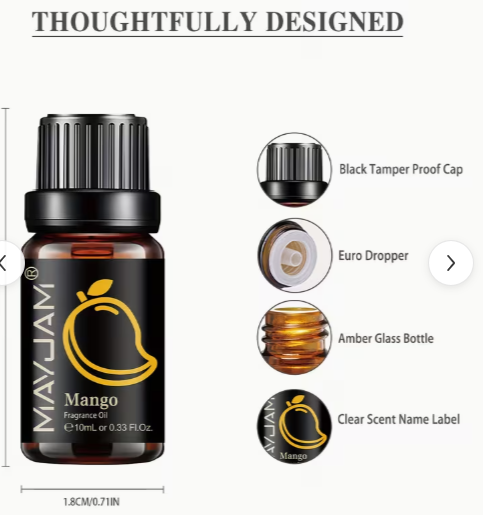 THOUGHTFULLY DESIGNED
MAYJAM®
Mango
Fragrance Oil
℮10mL or 0.33 Fl.Oz.
1.8CM/0.71IN
Black Tamper Proof Cap
Euro Dropper
Amber Glass Bottle
MAYJAM
Mango
Clear Scent Name Label